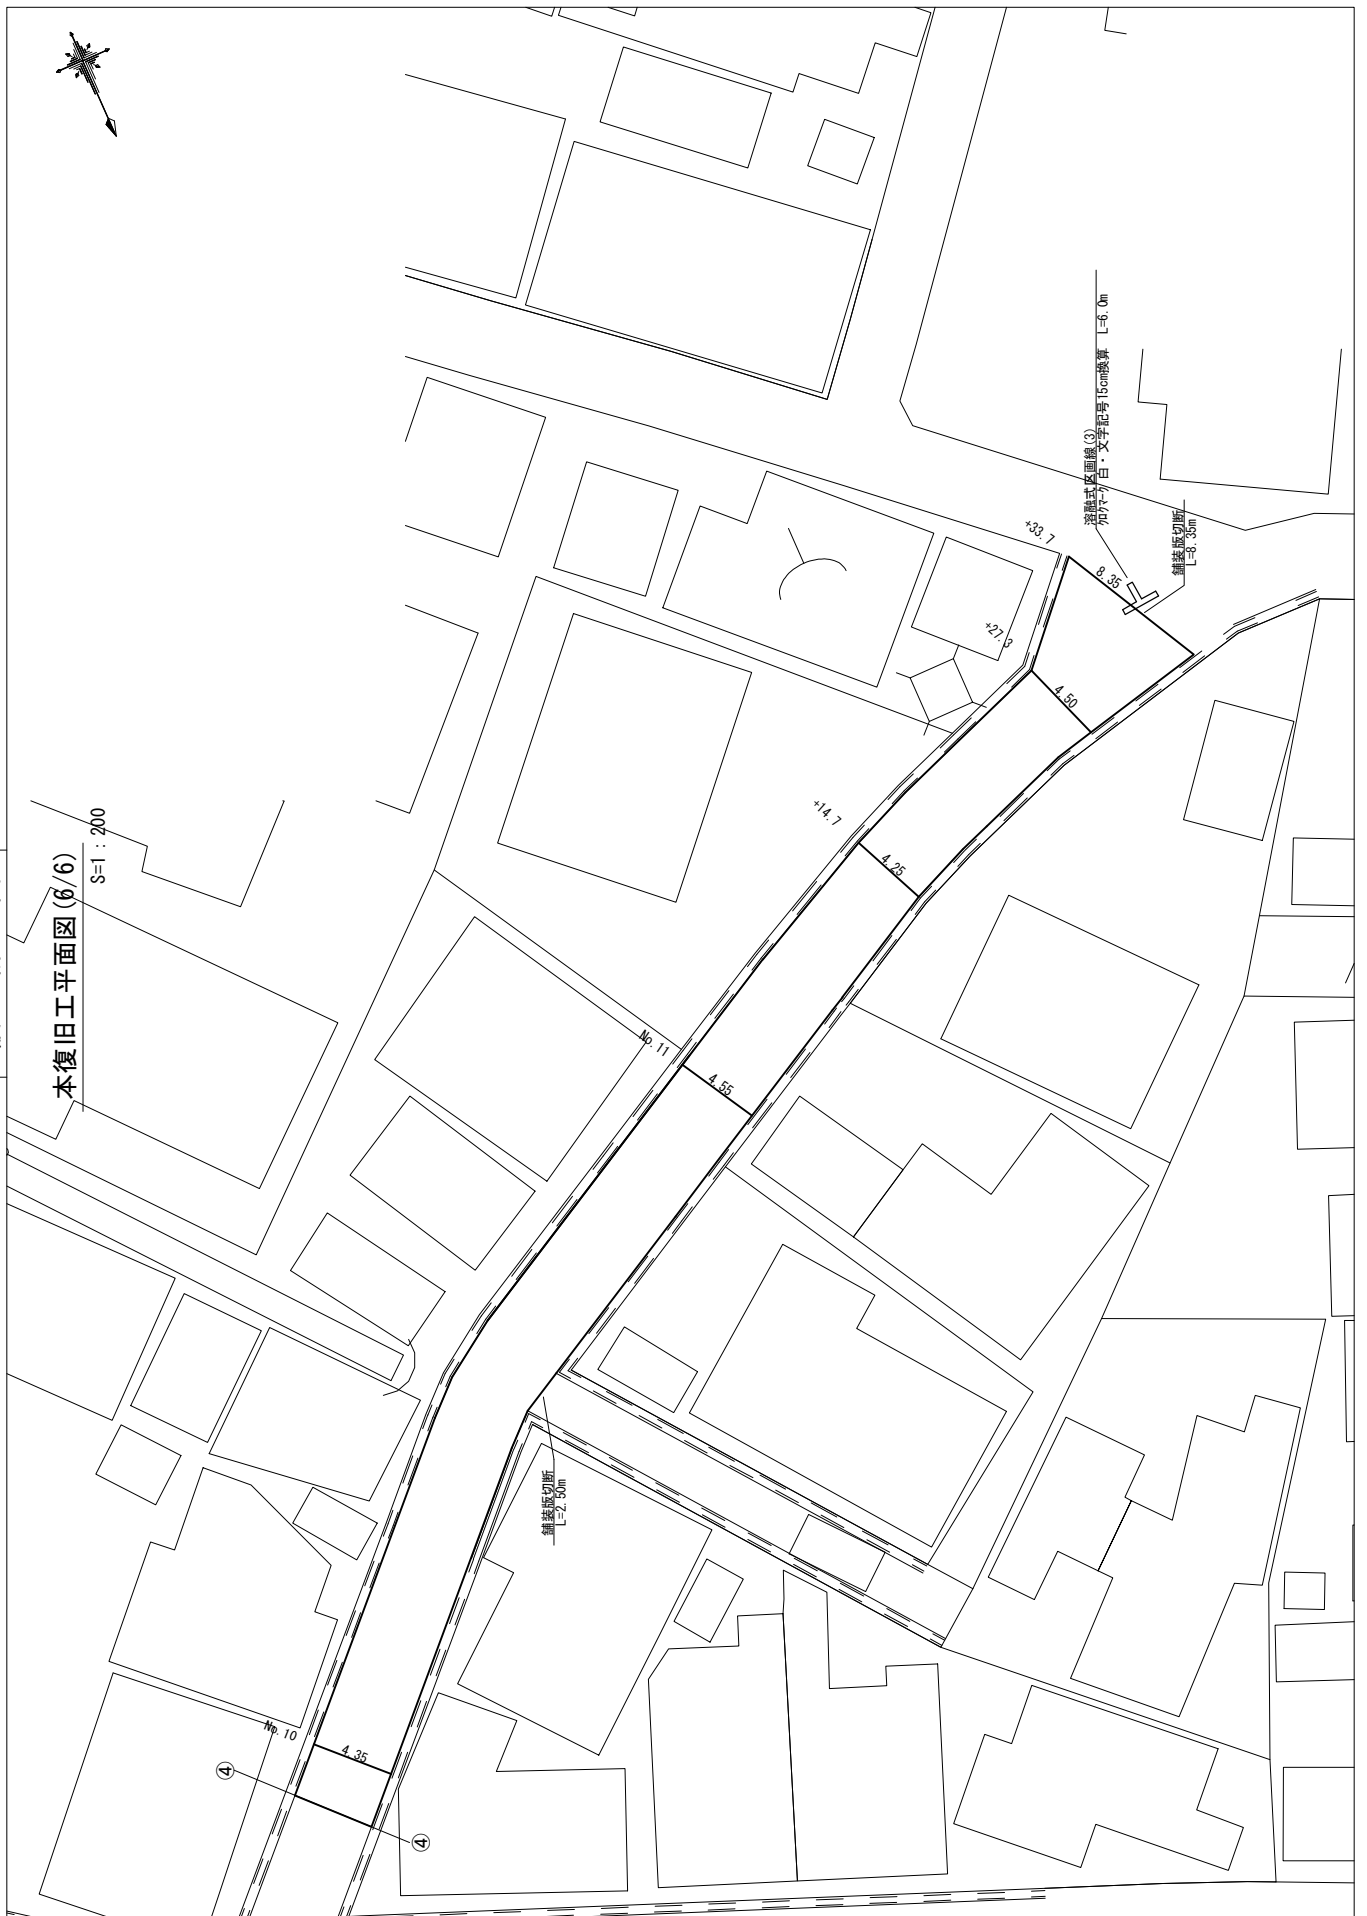 本復旧工平面図(6/6)
S=1：200
溶融式区画線(3)
クロスマーク 白・文字記号15cm換算　L=6.0m
舗装版切断
L=8.35m
+33.7
8.35
+27.3
4.50
+14.7
4.25
No.11
4.55
舗装版切断
L=2.50m
No.10
4.35
④
④